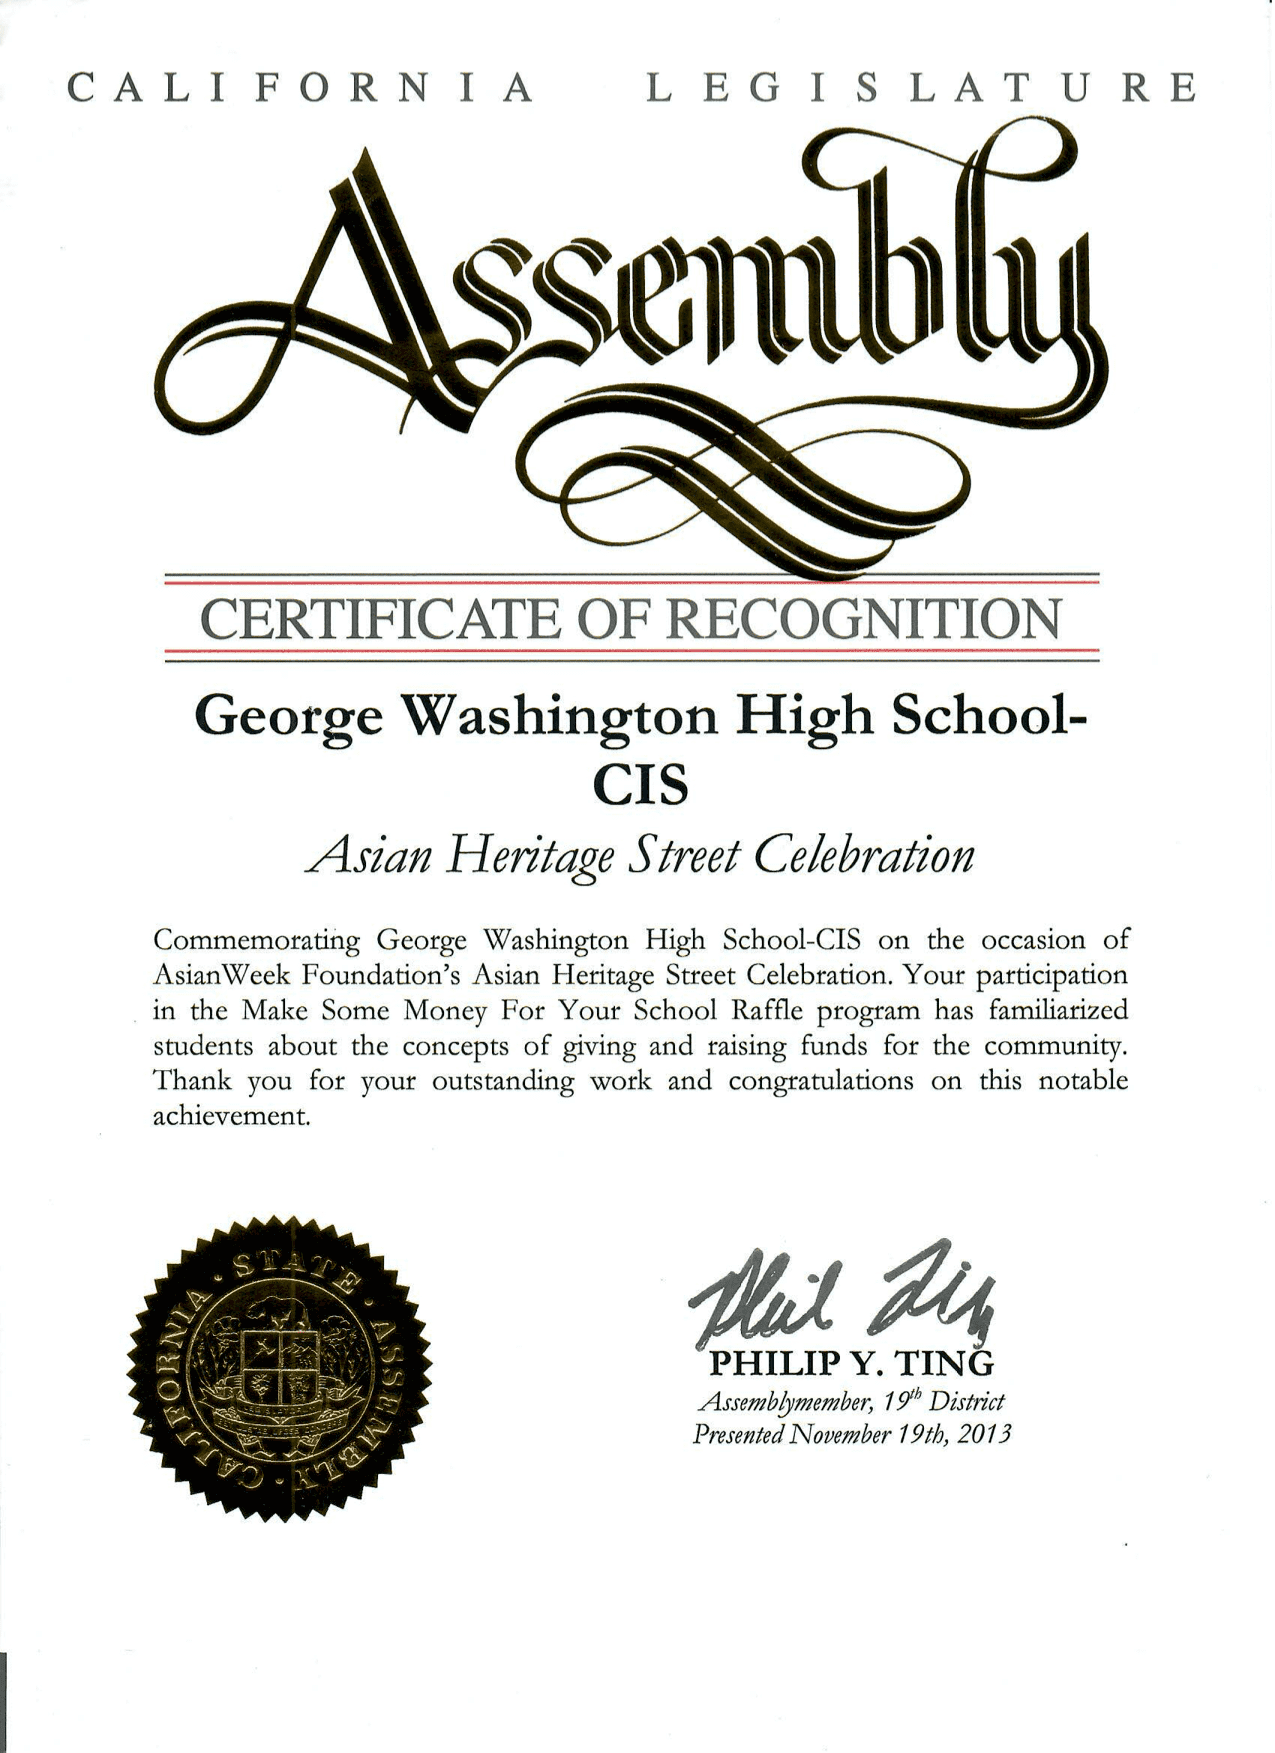 CALIFORNIA LEGISLATURE
Assembly
CERTIFICATE OF RECOGNITION
George Washington High School-
CIS
Asian Heritage Street Celebration
Commemorating George Washington High School-CIS on the occasion of
AsianWeek Foundation's Asian Heritage Street Celebration. Your participation
in the Make Some Money For Your School Raffle program has familiarized
students about the concepts of giving and raising funds for the community.
Thank you for your outstanding work and congratulations on this notable
achievement.
CALIFORNIA · STATE · ASSEMBLY ·
Phil Ting
PHILIP Y. TING
Assemblymember, 19th District
Presented November 19th, 2013